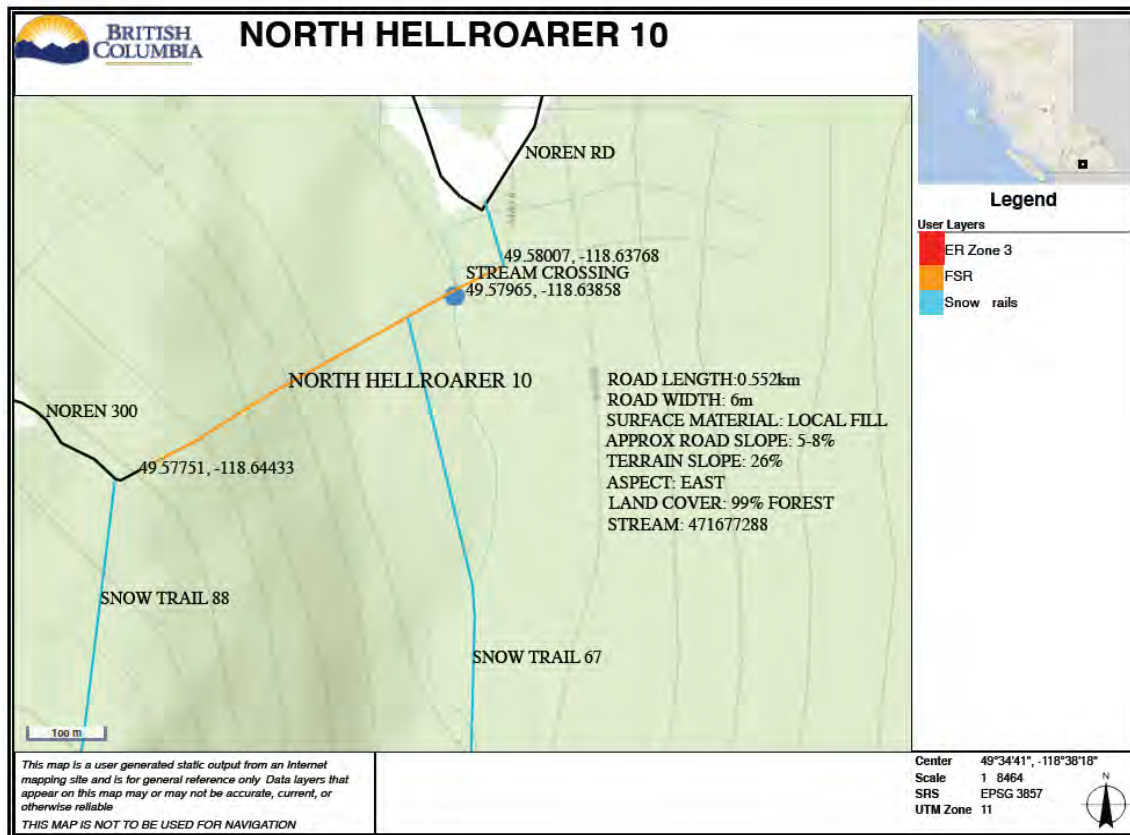 BRITISH
COLUMBIA
NORTH HELLROARER 10
NOREN RD
49.58007, -118.63768
STREAM CROSSING
49.57965, -118.63858
NORTH HELLROARER 10
NOREN 300
49.57751, -118.64433
ROAD LENGTH:0.552km
ROAD WIDTH: 6m
SURFACE MATERIAL: LOCAL FILL
APPROX ROAD SLOPE: 5-8%
TERRAIN SLOPE: 26%
ASPECT: EAST
LAND COVER: 99% FOREST
STREAM: 471677288
SNOW TRAIL 88
SNOW TRAIL 67
100 m
Legend
User Layers
ER Zone 3
FSR
Snow rails
This map is a user generated static output from an Internet
mapping site and is for general reference only Data layers that
appear on this map may or may not be accurate, current, or
otherwise reliable
THIS MAP IS NOT TO BE USED FOR NAVIGATION
Center 49°34'41", -118°38'18"
Scale 1 8464
SRS EPSG 3857
UTM Zone 11
N